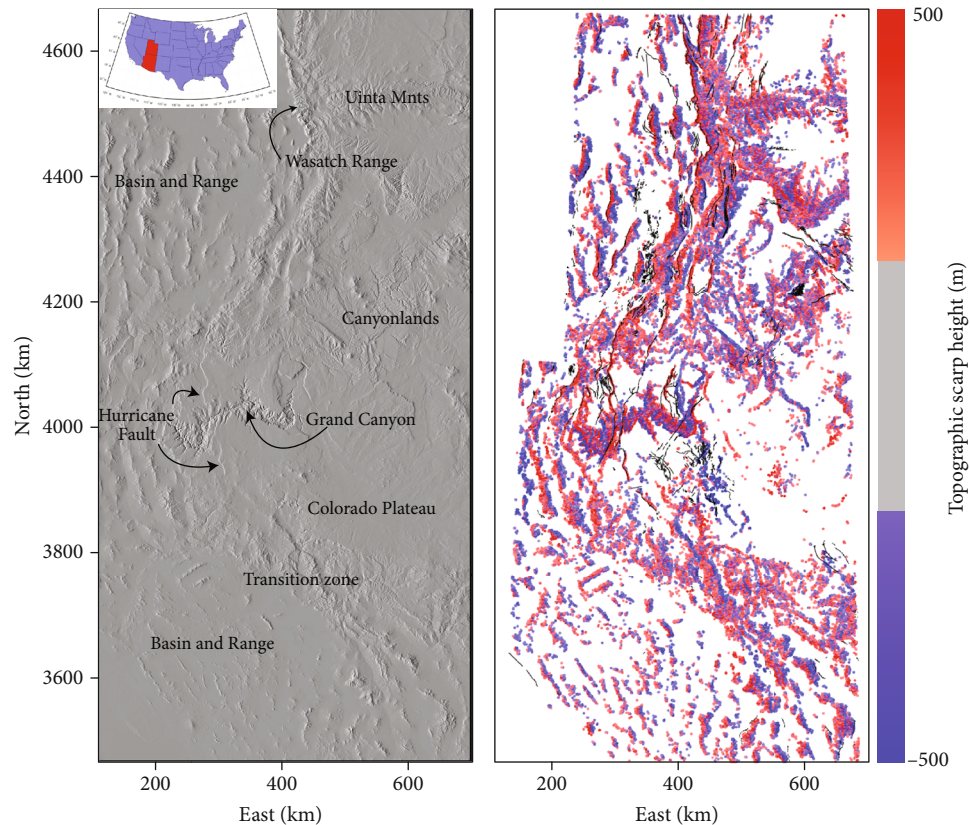 4600
4400
4200
4000
3800
3600
North (km)
Uinta Mnts
Wasatch Range
Basin and Range
Canyonlands
Hurricane
Fault
Grand Canyon
Colorado Plateau
Transition zone
Basin and Range
200
400
600
East (km)
200
400
600
East (km)
500
Topographic scarp height (m)
–500